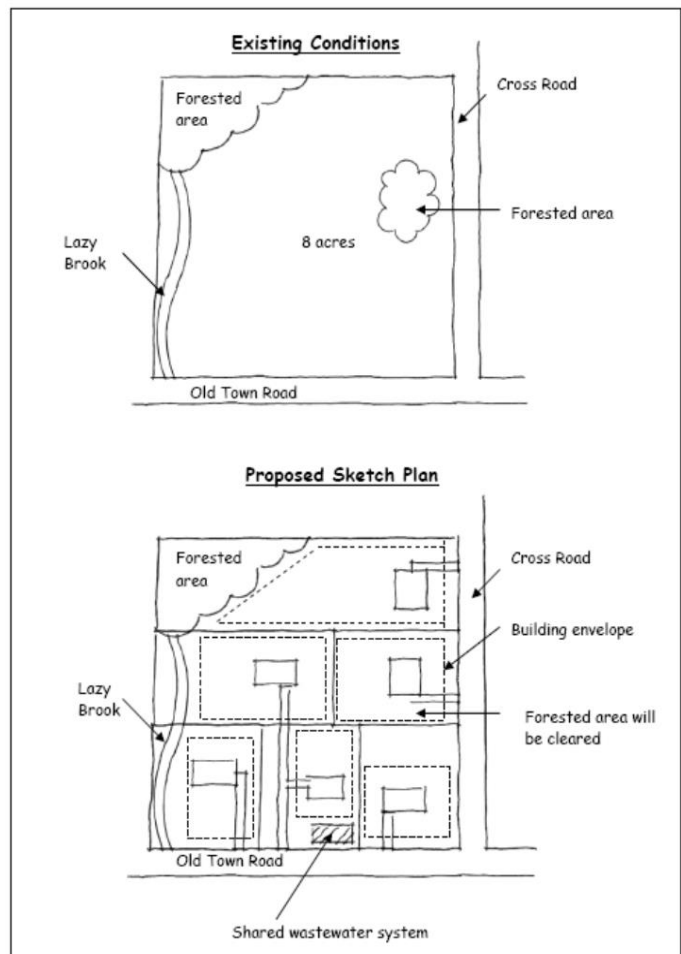 Existing Conditions
Forested
area
Cross Road
Forested area
8 acres
Lazy
Brook
Old Town Road
Proposed Sketch Plan
Forested
area
Cross Road
Building envelope
Lazy
Brook
Forested area will
be cleared
Old Town Road
Shared wastewater system